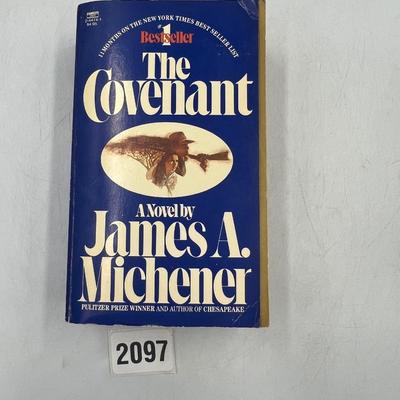 11 MONTHS ON THE NEW YORK TIMES BEST SELLER LIST
#1
Bestseller
The
Covenant
A Novel by
James A.
Michener
PULITZER PRIZE WINNER AND AUTHOR OF CHESAPEAKE
2097